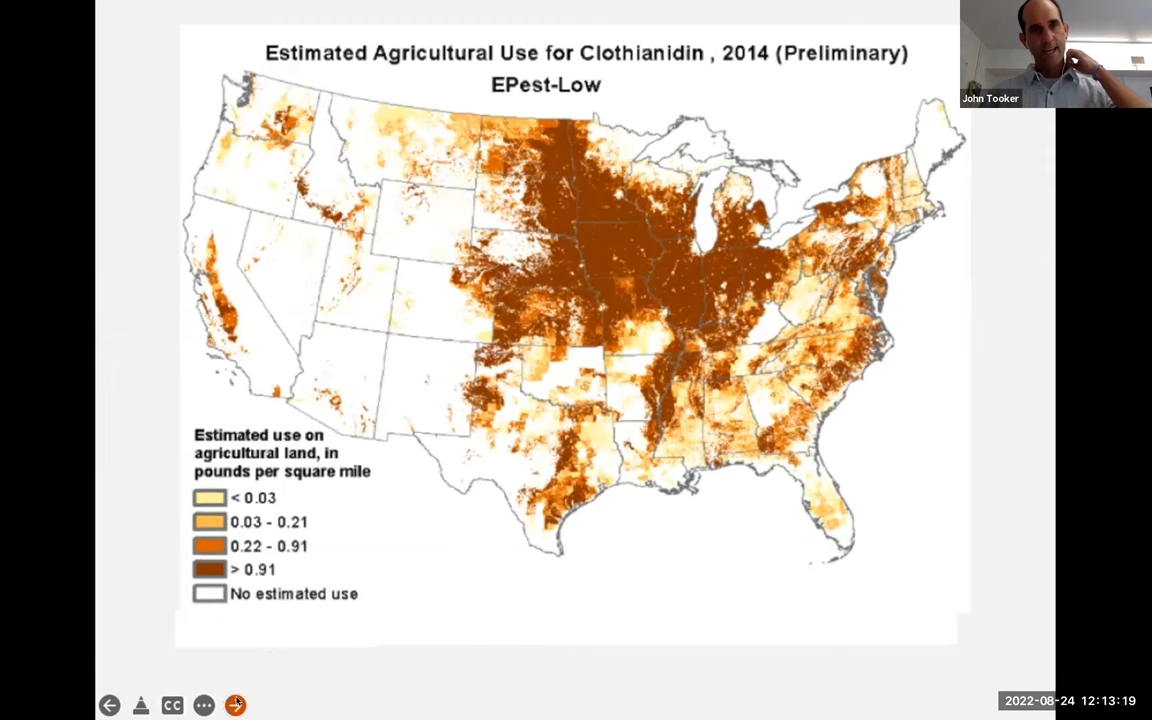 Estimated Agricultural Use for Clothianidin , 2014 (Preliminary)
EPest-Low
John Tooker
Estimated use on
agricultural land, in
pounds per square mile
< 0.03
0.03 - 0.21
0.22 - 0.91
> 0.91
No estimated use
CC
2022-08-24 12:13:19